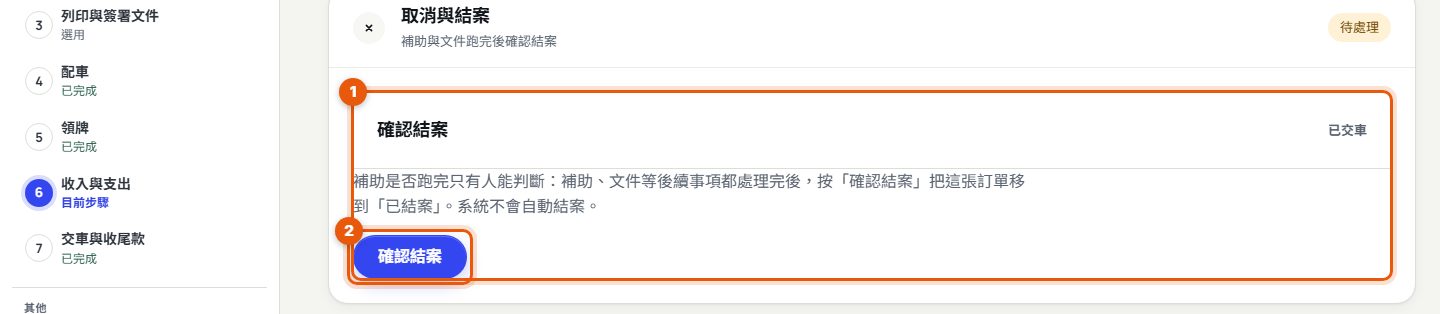 3
列印與簽署文件
選用
4
配車
已完成
5
領牌
已完成
6
收入與支出
目前步驟
7
交車與收尾款
已完成
其他
×
取消與結案
補助與文件跑完後確認結案
待處理
1
確認結案
已交車
補助是否跑完只有人能判斷：補助、文件等後續事項都處理完後，按「確認結案」把這張訂單移
到「已結案」。系統不會自動結案。
2
確認結案